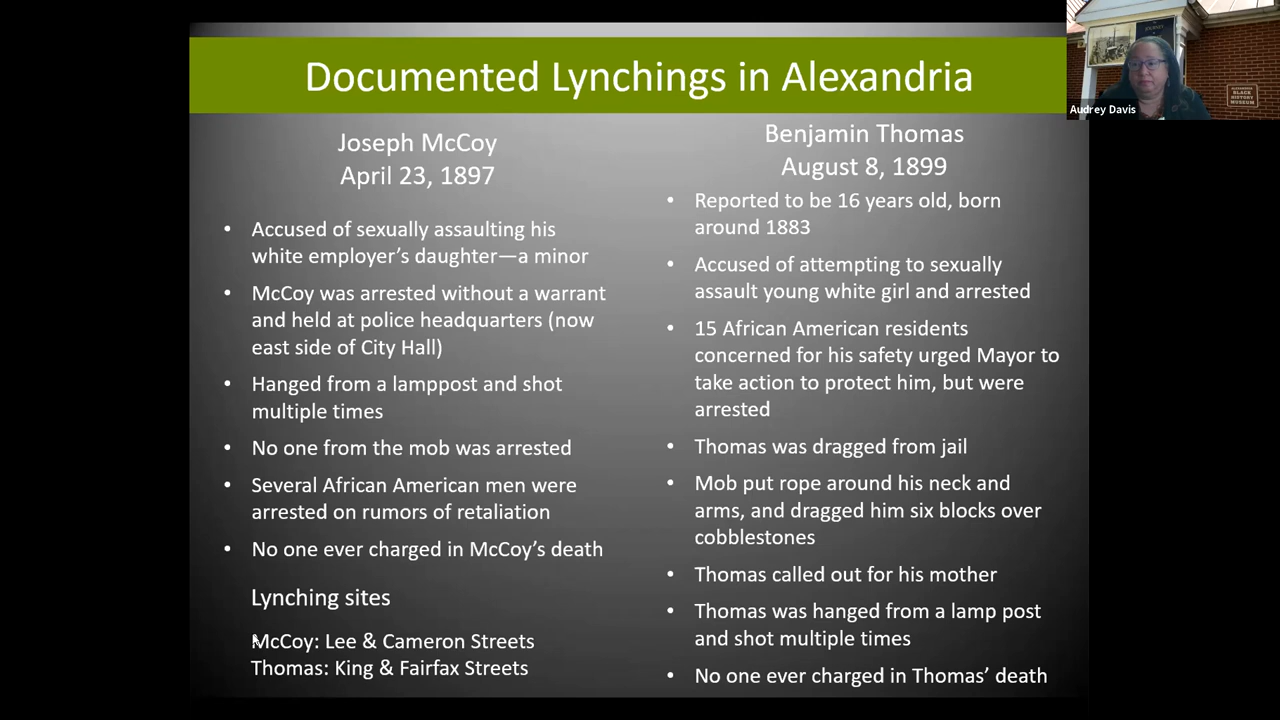 Documented Lynchings in Alexandria
Joseph McCoy
April 23, 1897
• Accused of sexually assaulting his
white employer's daughter—a minor
• McCoy was arrested without a warrant
and held at police headquarters (now
east side of City Hall)
• Hanged from a lamppost and shot
multiple times
• No one from the mob was arrested
• Several African American men were
arrested on rumors of retaliation
• No one ever charged in McCoy's death
Lynching sites
McCoy: Lee & Cameron Streets
Thomas: King & Fairfax Streets
Benjamin Thomas
August 8, 1899
• Reported to be 16 years old, born
around 1883
• Accused of attempting to sexually
assault young white girl and arrested
• 15 African American residents
concerned for his safety urged Mayor to
take action to protect him, but were
arrested
• Thomas was dragged from jail
• Mob put rope around his neck and
arms, and dragged him six blocks over
cobblestones
• Thomas called out for his mother
• Thomas was hanged from a lamp post
and shot multiple times
• No one ever charged in Thomas' death
Audrey Davis
ALEXANDRIA
BLACK
HISTORY
MUSEUM